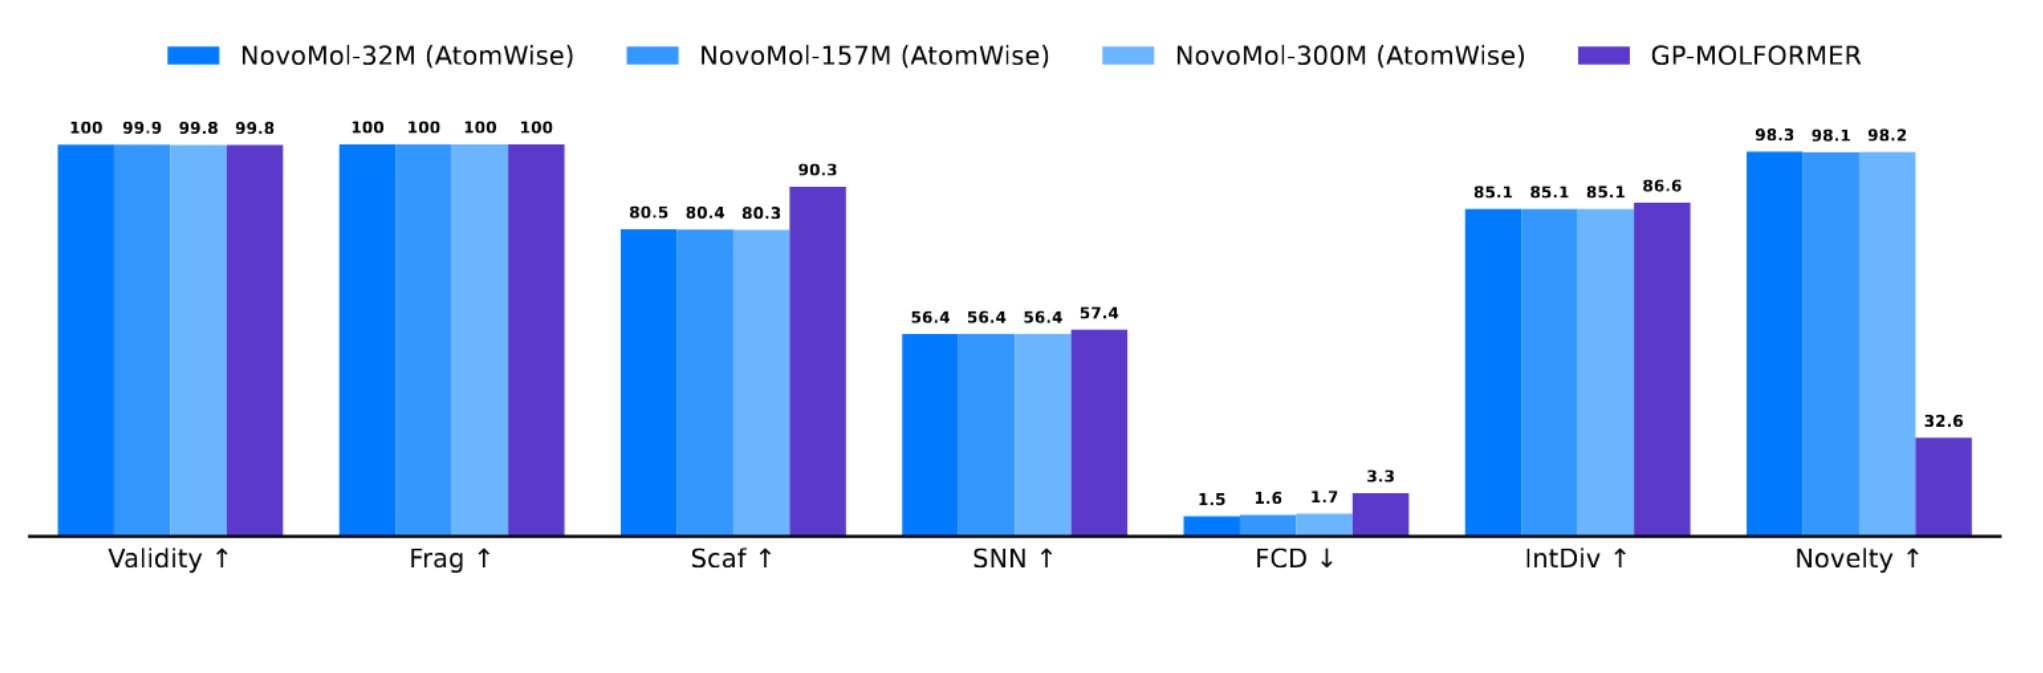 NovoMol-32M (AtomWise) NovoMol-157M (AtomWise) NovoMol-300M (AtomWise) GP-MOLFORMER
100 99.9 99.8 99.8 100 100 100 100 80.5 80.4 80.3 90.3 56.4 56.4 56.4 57.4 1.5 1.6 1.7 3.3 85.1 85.1 85.1 86.6 98.3 98.1 98.2 32.6
Validity ↑ Frag ↑ Scaf ↑ SNN ↑ FCD ↓ IntDiv ↑ Novelty ↑